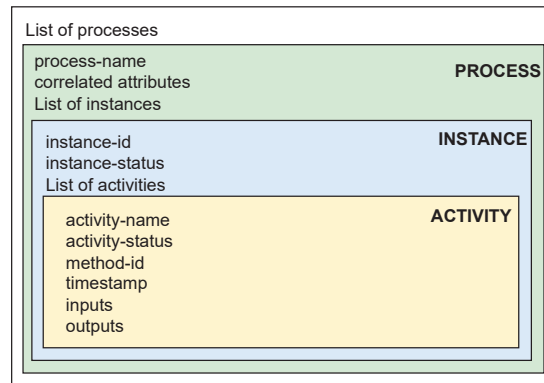 List of processes
process-name
PROCESS
correlated attributes
List of instances
instance-id
INSTANCE
instance-status
List of activities
activity-name
ACTIVITY
activity-status
method-id
timestamp
inputs
outputs